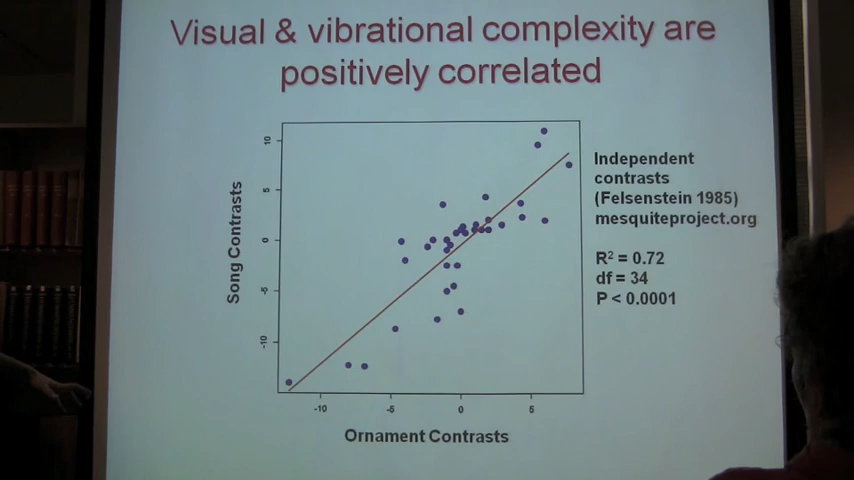 Visual & vibrational complexity are
positively correlated
10
5
0
-5
-10
Song Contrasts
-10
-5
0
5
Ornament Contrasts
Independent
contrasts
(Felsenstein 1985)
mesquiteproject.org
R² = 0.72
df = 34
P < 0.0001